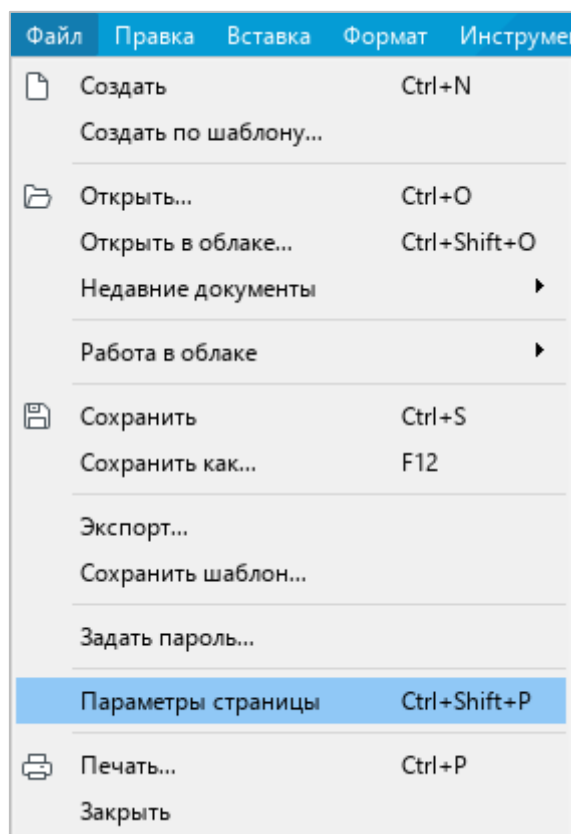 Файл Правка Вставка Формат
Создать Ctrl+N
Создать по шаблону...
Открыть... Ctrl+O
Открыть в облаке... Ctrl+Shift+O
Недавние документы
Работа в облаке
Сохранить Ctrl+S
Сохранить как... F12
Экспорт...
Сохранить шаблон...
Задать пароль...
Параметры страницы Ctrl+Shift+P
Печать... Ctrl+P
Закрыть